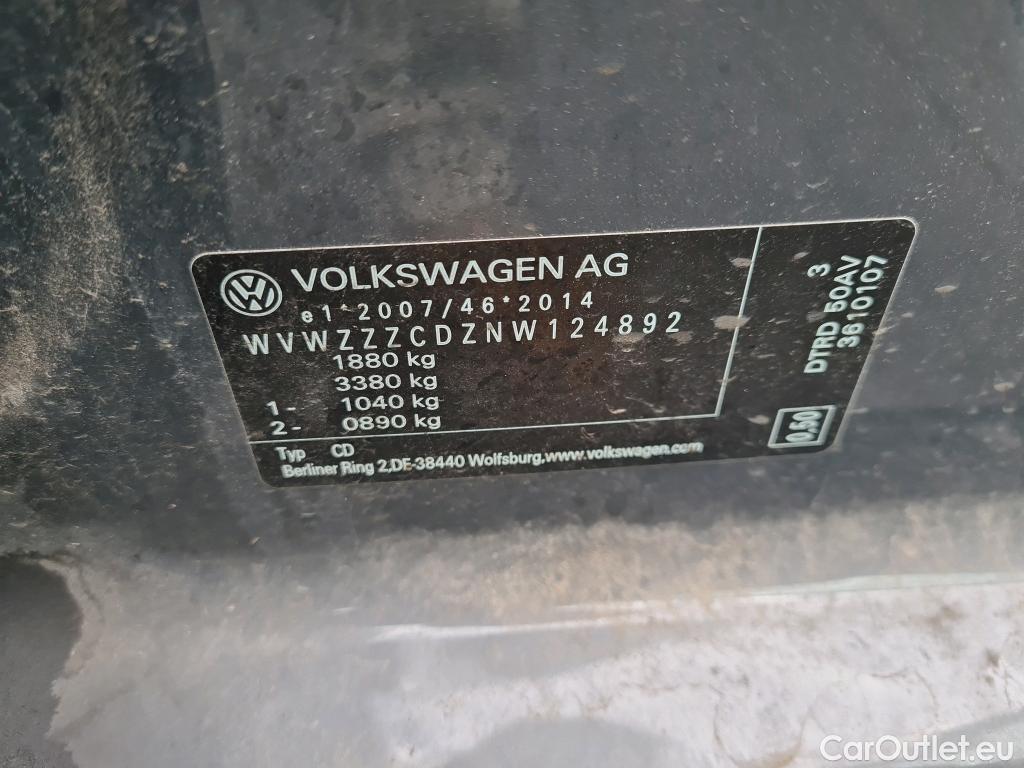 VOLKSWAGEN AG
e1*2007/46*2014
WVWZZZCDZNW124892
1880 kg
3380 kg
1- 1040 kg
2- 0890 kg
Typ CD
Berliner Ring 2,DE-38440 Wolfsburg,www.volkswagen.com
3
DTRD 50AV
3610107
0.50
CarOutlet.eu